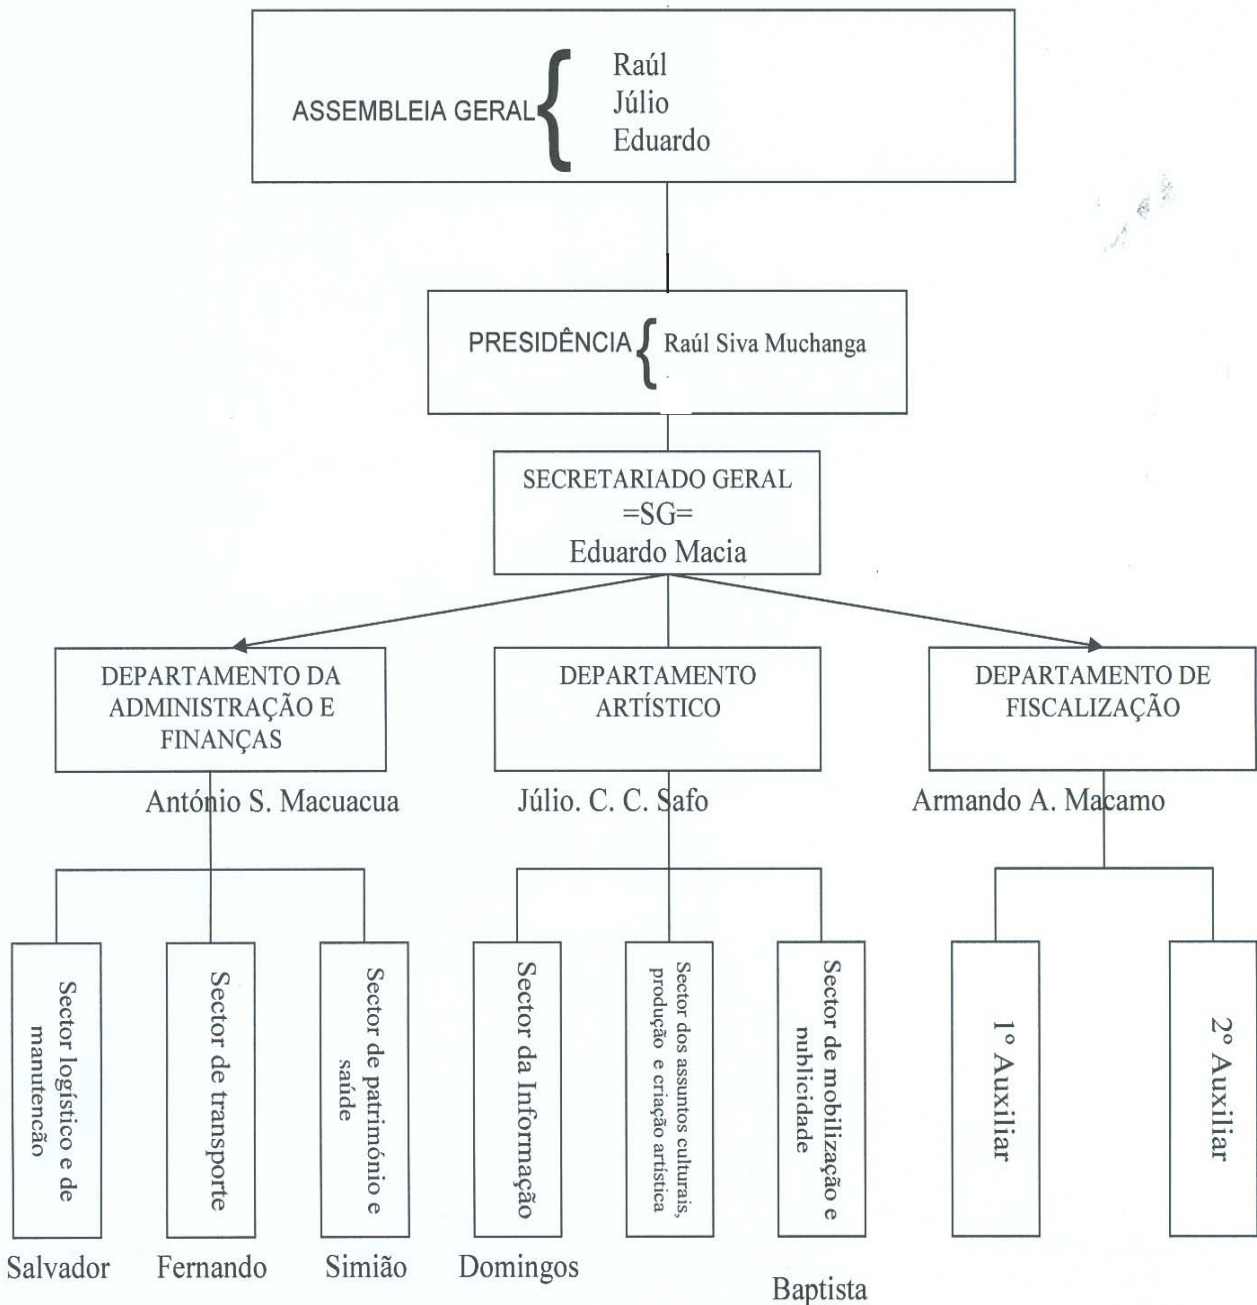 ASSEMBLEIA GERAL {
Raúl
Júlio
Eduardo
PRESIDÊNCIA { Raúl Siva Muchanga
SECRETARIADO GERAL
=SG=
Eduardo Macia
DEPARTAMENTO DA
ADMINISTRAÇÃO E
FINANÇAS
António S. Macuacua
DEPARTAMENTO
ARTÍSTICO
Júlio. C. C. Safo
DEPARTAMENTO DE
FISCALIZAÇÃO
Armando A. Macamo
Sector logístico e de
manutenção
Salvador
Sector de transporte
Fernando
Sector de património e
saúde
Simião
Sector da Informação
Domingos
Sector dos assuntos culturais,
produção e criação artística
Sector de mobilização e
publicidade
Baptista
1º Auxiliar
2º Auxiliar